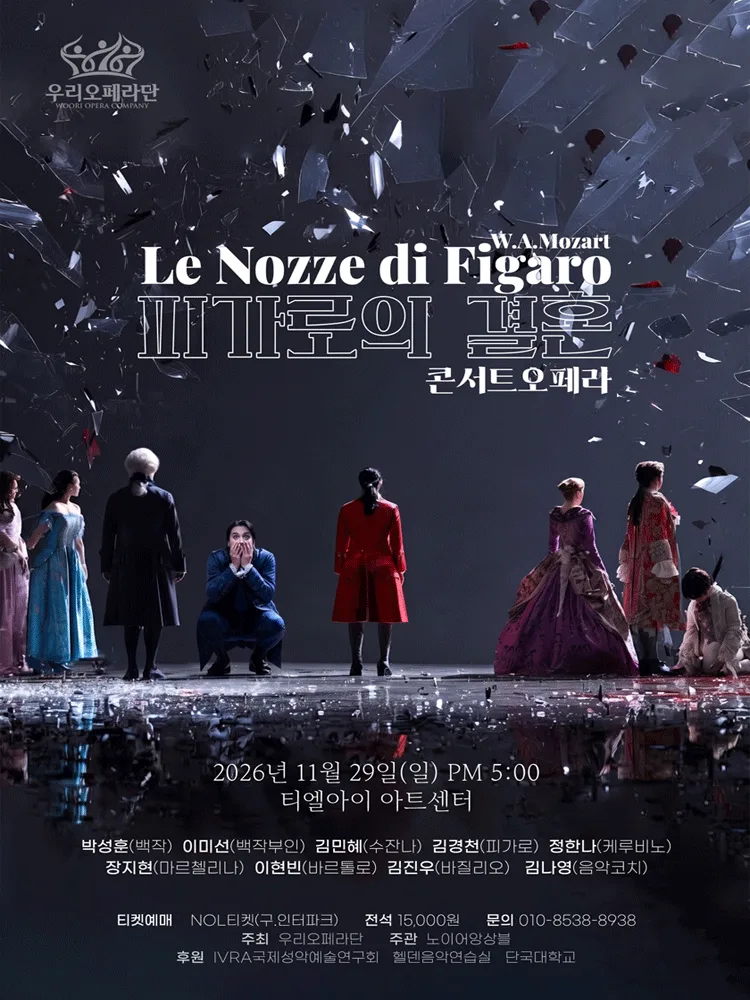 우리오페라단
WOORI OPERA COMPANY
W.A.Mozart
Le Nozze di Figaro
피가로의 결혼
콘서트오페라
2026년 11월 29일(일) PM 5:00
티엘아이 아트센터
박성훈(백작) 이미선(백작부인) 김민혜(수잔나) 김경천(피가로) 정한나(케루비노)
장지현(마르첼리나) 이현빈(바르톨로) 김진우(바질리오) 김나영(음악코치)
티켓예매 NOL티켓(구.인터파크) 전석 15,000원 문의 010-8538-8938
주최 우리오페라단 주관 노이어앙상블
후원 IVRA국제성악예술연구회 헬덴음악연습실 단국대학교